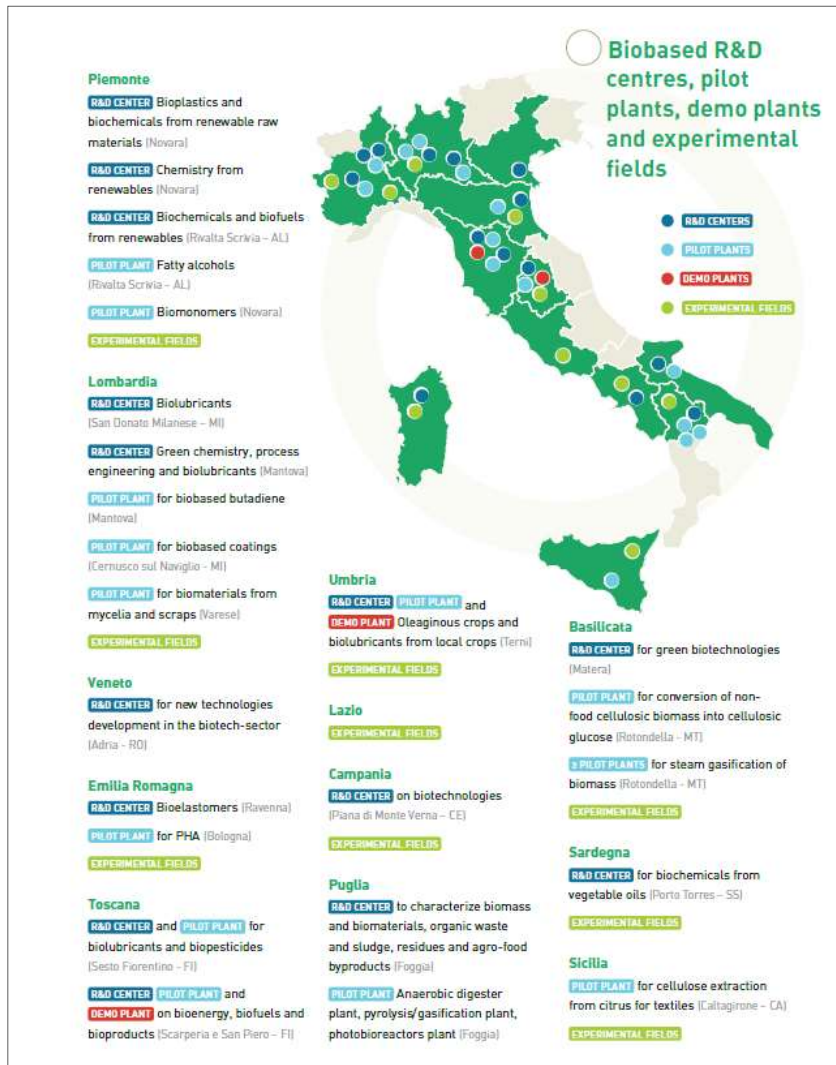 Biobased R&D
centres, pilot
plants, demo plants
and experimental
fields
R&D CENTERS
PILOT PLANTS
DEMO PLANTS
EXPERIMENTAL FIELDS
Piemonte
R&D CENTER Bioplastics and
biochemicals from renewable raw
materials (Novara)
R&D CENTER Chemistry from
renewables (Novara)
R&D CENTER Biochemicals and biofuels
from renewables (Rivalta Scrivia – AL)
PILOT PLANT Fatty alcohols
(Rivalta Scrivia – AL)
PILOT PLANT Biomonomers (Novara)
EXPERIMENTAL FIELDS
Lombardia
R&D CENTER Biolubricants
(San Donato Milanese – MI)
R&D CENTER Green chemistry, process
engineering and biolubricants (Mantova)
PILOT PLANT for biobased butadiene
(Mantova)
PILOT PLANT for biobased coatings
(Cernusco sul Naviglio – MI)
PILOT PLANT for biomaterials from
mycelia and scraps (Varese)
EXPERIMENTAL FIELDS
Veneto
R&D CENTER for new technologies
development in the biotech-sector
(Adria - RO)
Emilia Romagna
R&D CENTER Bioelastomers (Ravenna)
PILOT PLANT for PHA (Bologna)
EXPERIMENTAL FIELDS
Toscana
R&D CENTER and PILOT PLANT for
biolubricants and biopesticides
(Sesto Fiorentino - FI)
R&D CENTER PILOT PLANT and
DEMO PLANT on bioenergy, biofuels and
bioproducts (Scarperia e San Piero – FI)
Umbria
R&D CENTER PILOT PLANT and
DEMO PLANT Oleaginous crops and
biolubricants from local crops (Terni)
EXPERIMENTAL FIELDS
Lazio
EXPERIMENTAL FIELDS
Campania
R&D CENTER on biotechnologies
(Piana di Monte Verna – CE)
EXPERIMENTAL FIELDS
Puglia
R&D CENTER to characterize biomass
and biomaterials, organic waste
and sludge, residues and agro-food
byproducts (Foggia)
PILOT PLANT Anaerobic digester
plant, pyrolysis/gasification plant,
photobioreactors plant (Foggia)
Basilicata
R&D CENTER for green biotechnologies
(Matera)
PILOT PLANT for conversion of non-
food cellulosic biomass into cellulosic
glucose (Rotondella - MT)
2 PILOT PLANTS for steam gasification of
biomass (Rotondella - MT)
EXPERIMENTAL FIELDS
Sardegna
R&D CENTER for biochemicals from
vegetable oils (Porto Torres – SS)
EXPERIMENTAL FIELDS
Sicilia
PILOT PLANT for cellulose extraction
from citrus for textiles (Caltagirone – CA)
EXPERIMENTAL FIELDS